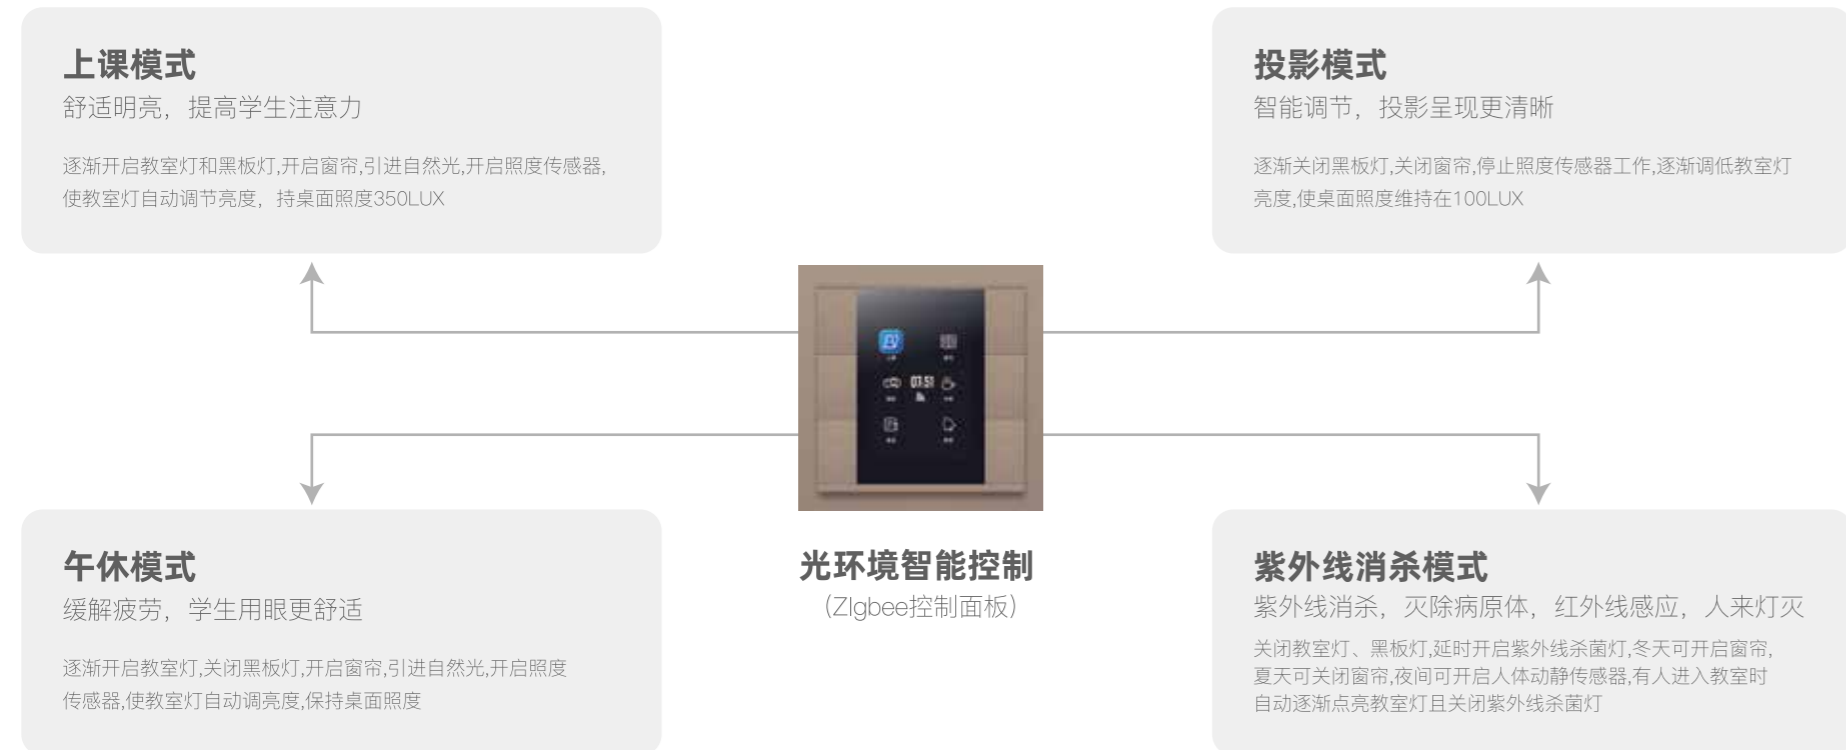 上课模式
舒适明亮，提高学生注意力
逐渐开启教室灯和黑板灯,开启窗帘,引进自然光,开启照度传感器,
使教室灯自动调节亮度，持桌面照度350LUX
投影模式
智能调节，投影呈现更清晰
逐渐关闭黑板灯,关闭窗帘,停止照度传感器工作,逐渐调低教室灯
亮度,使桌面照度维持在100LUX
07:51
光环境智能控制
（ZIgbee控制面板）
午休模式
缓解疲劳，学生用眼更舒适
逐渐开启教室灯,关闭黑板灯,开启窗帘,引进自然光,开启照度
传感器,使教室灯自动调亮度,保持桌面照度
紫外线消杀模式
紫外线消杀，灭除病原体，红外线感应，人来灯灭
关闭教室灯、黑板灯,延时开启紫外线杀菌灯,冬天可开启窗帘,
夏天可关闭窗帘,夜间可开启人体动静传感器,有人进入教室时
自动逐渐点亮教室灯且关闭紫外线杀菌灯